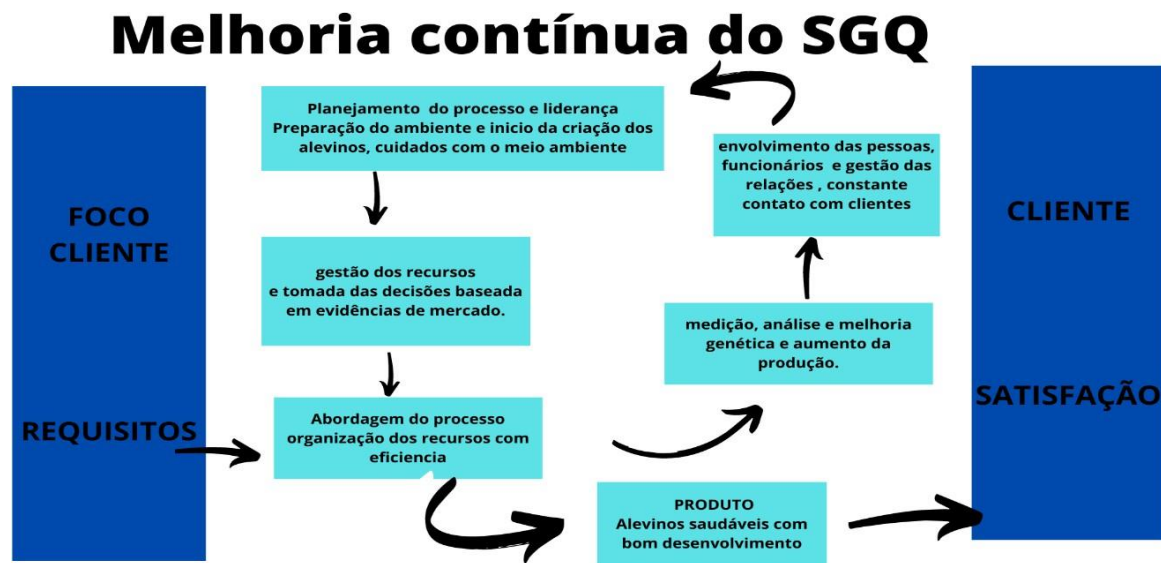 Melhoria contínua do SGQ
FOCO
CLIENTE
REQUISITOS
Planejamento do processo e liderança
Preparação do ambiente e inicio da criação dos
alevinos, cuidados com o meio ambiente
gestão dos recursos
e tomada das decisões baseada
em evidências de mercado.
Abordagem do processo
organização dos recursos com
eficiencia
PRODUTO
Alevinos saudáveis com
bom desenvolvimento
medição, análise e melhoria
genética e aumento da
produção.
envolvimento das pessoas,
funcionários e gestão das
relações , constante
contato com clientes
CLIENTE
SATISFAÇÃO